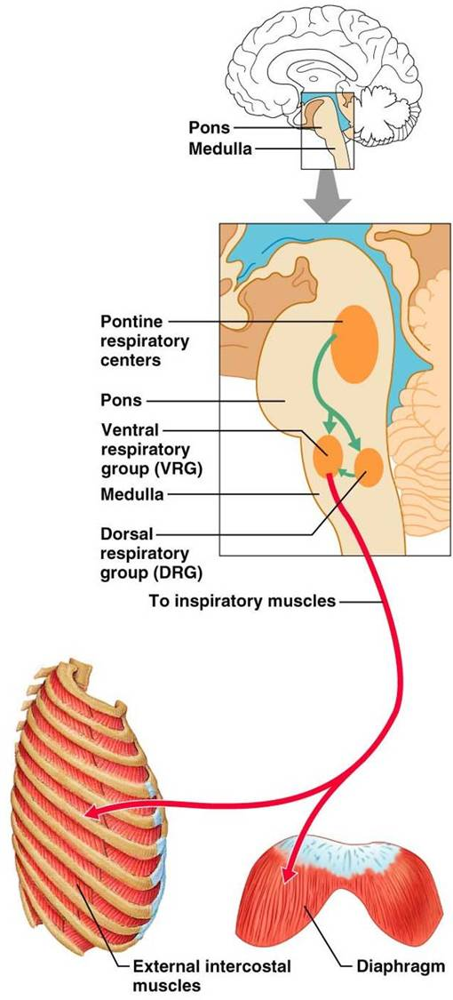 Pons
Medulla
Pontine
respiratory
centers
Pons
Ventral
respiratory
group (VRG)
Medulla
Dorsal
respiratory
group (DRG)
To inspiratory muscles
External intercostal
muscles
Diaphragm